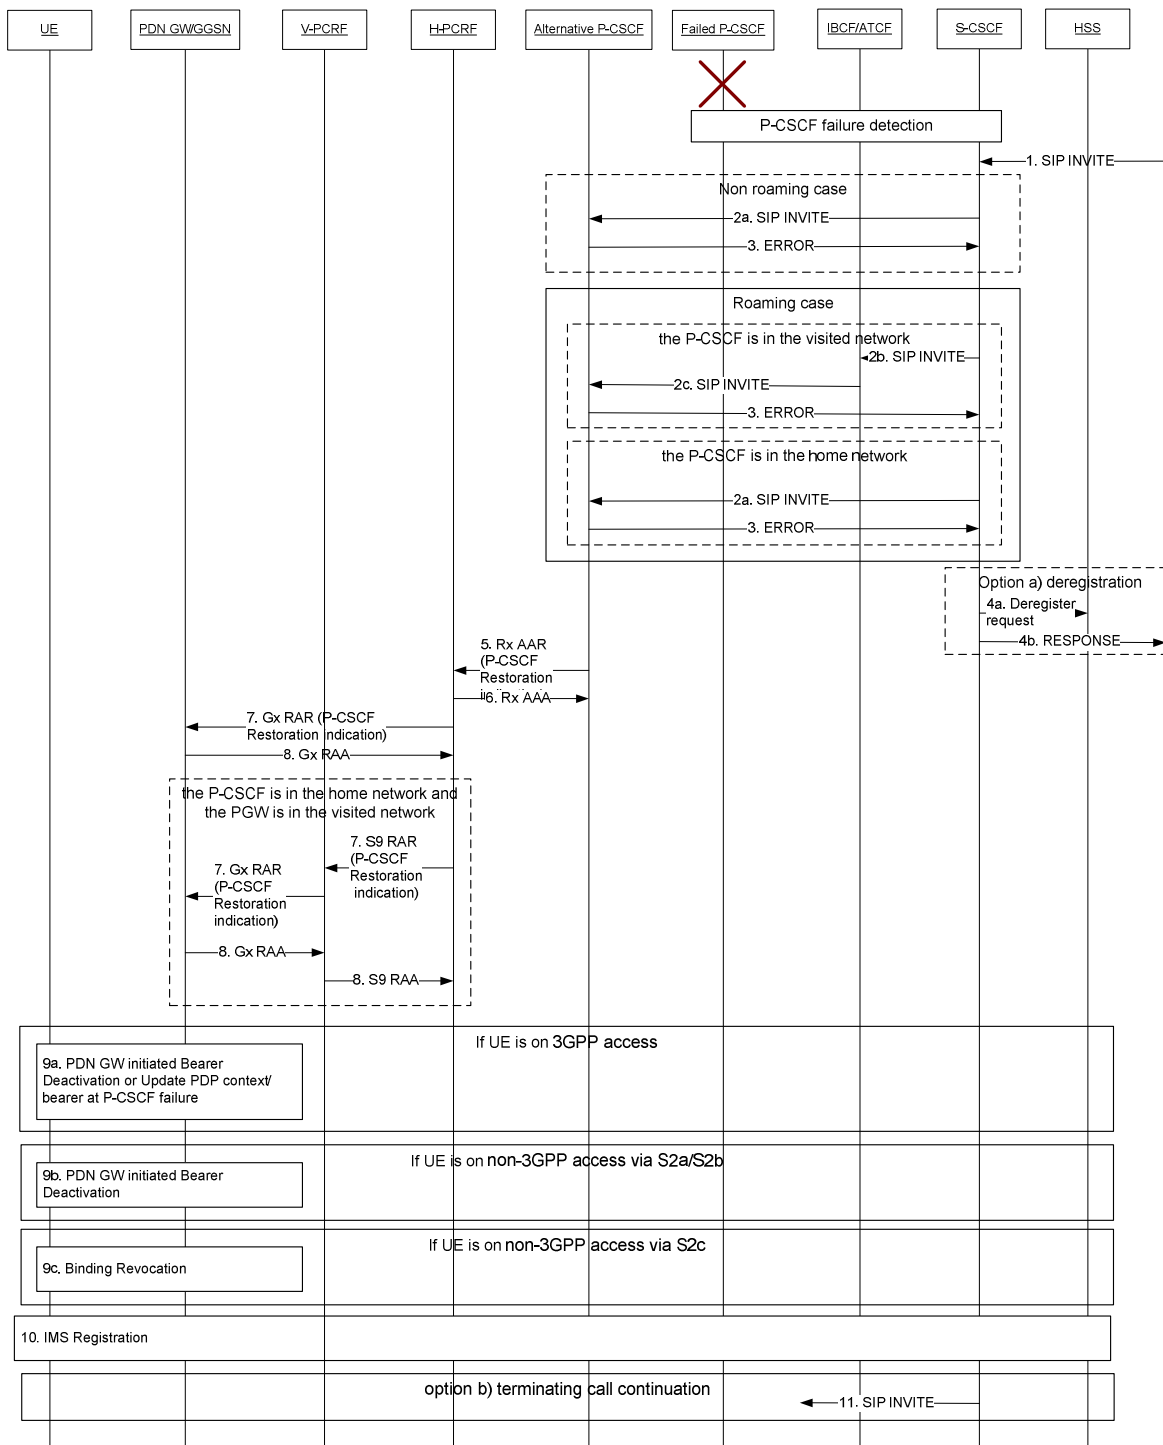 UE
PDN GW/GGSN
V-PCRF
H-PCRF
Alternative P-CSCF
Failed P-CSCF
IBCF/ATCF
S-CSCF
HSS
P-CSCF failure detection
1. SIP INVITE
Non roaming case
2a. SIP INVITE
3. ERROR
Roaming case
the P-CSCF is in the visited network
2b. SIP INVITE
2c. SIP INVITE
3. ERROR
the P-CSCF is in the home network
2a. SIP INVITE
3. ERROR
Option a) deregistration
4a. Deregister
request
4b. RESPONSE
5. Rx AAR
(P-CSCF
Restoration
6. Rx AAA
7. Gx RAR (P-CSCF
Restoration indication)
8. Gx RAA
the P-CSCF is in the home network and
the PGW is in the visited network
7. S9 RAR
(P-CSCF
Restoration
indication)
7. Gx RAR
(P-CSCF
Restoration
indication)
8. Gx RAA
8. S9 RAA
If UE is on 3GPP access
9a. PDN GW initiated Bearer
Deactivation or Update PDP context/
bearer at P-CSCF failure
If UE is on non-3GPP access via S2a/S2b
9b. PDN GW initiated Bearer
Deactivation
If UE is on non-3GPP access via S2c
9c. Binding Revocation
10. IMS Registration
option b) terminating call continuation
11. SIP INVITE